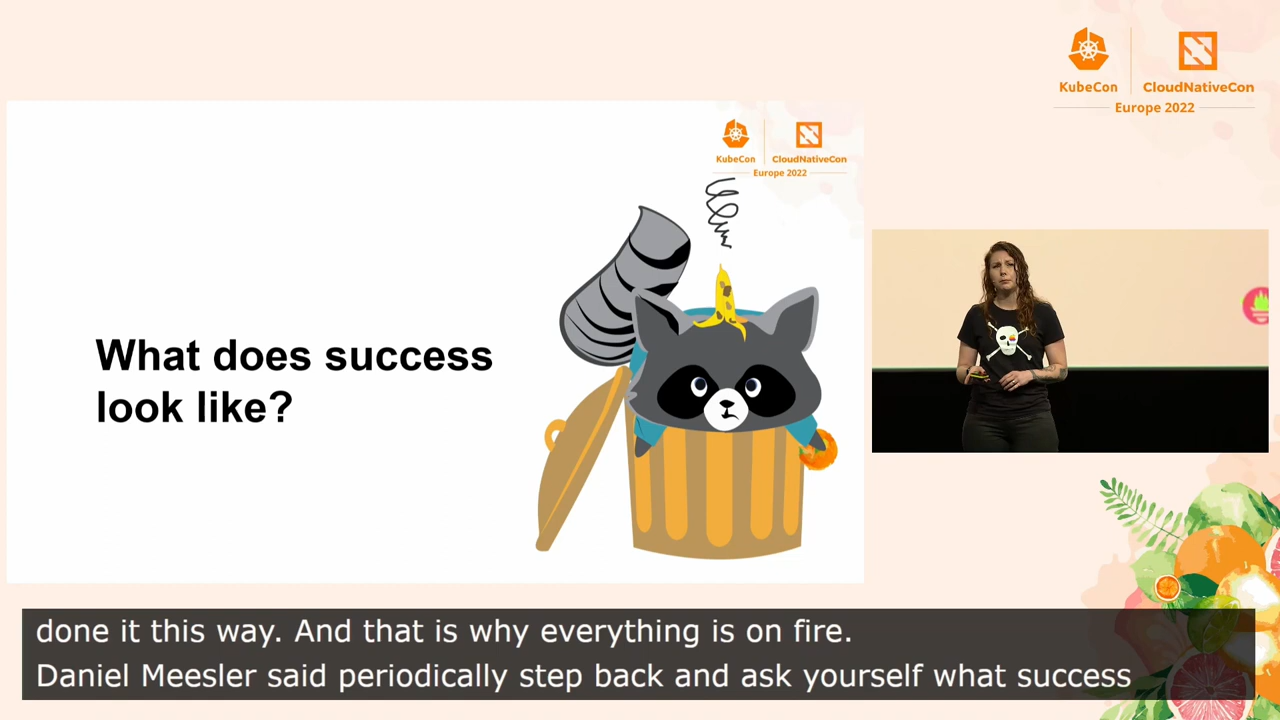 KubeCon
CloudNativeCon
Europe 2022
KubeCon
CloudNativeCon
Europe 2022
What does success
look like?
done it this way. And that is why everything is on fire.
Daniel Meesler said periodically step back and ask yourself what success